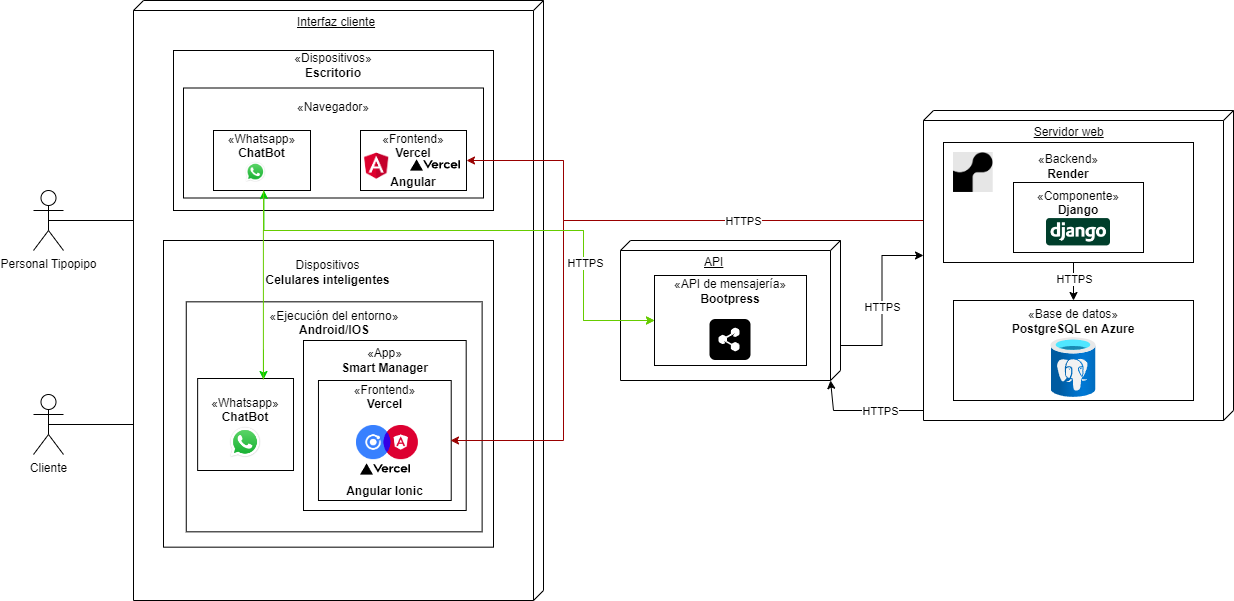 Interfaz cliente
«Dispositivos»
Escritorio
«Navegador»
«Whatsapp»
ChatBot
«Frontend»
Vercel
Vercel
Angular
Personal Tipopipo
Dispositivos
Celulares inteligentes
«Ejecución del entorno»
Android/IOS
«App»
Smart Manager
«Whatsapp»
ChatBot
«Frontend»
Vercel
Vercel
Angular Ionic
Cliente
HTTPS
HTTPS
API
«API de mensajería»
Bootpress
HTTPS
HTTPS
Servidor web
«Backend»
Render
«Componente»
Django
django
HTTPS
«Base de datos»
PostgreSQL en Azure